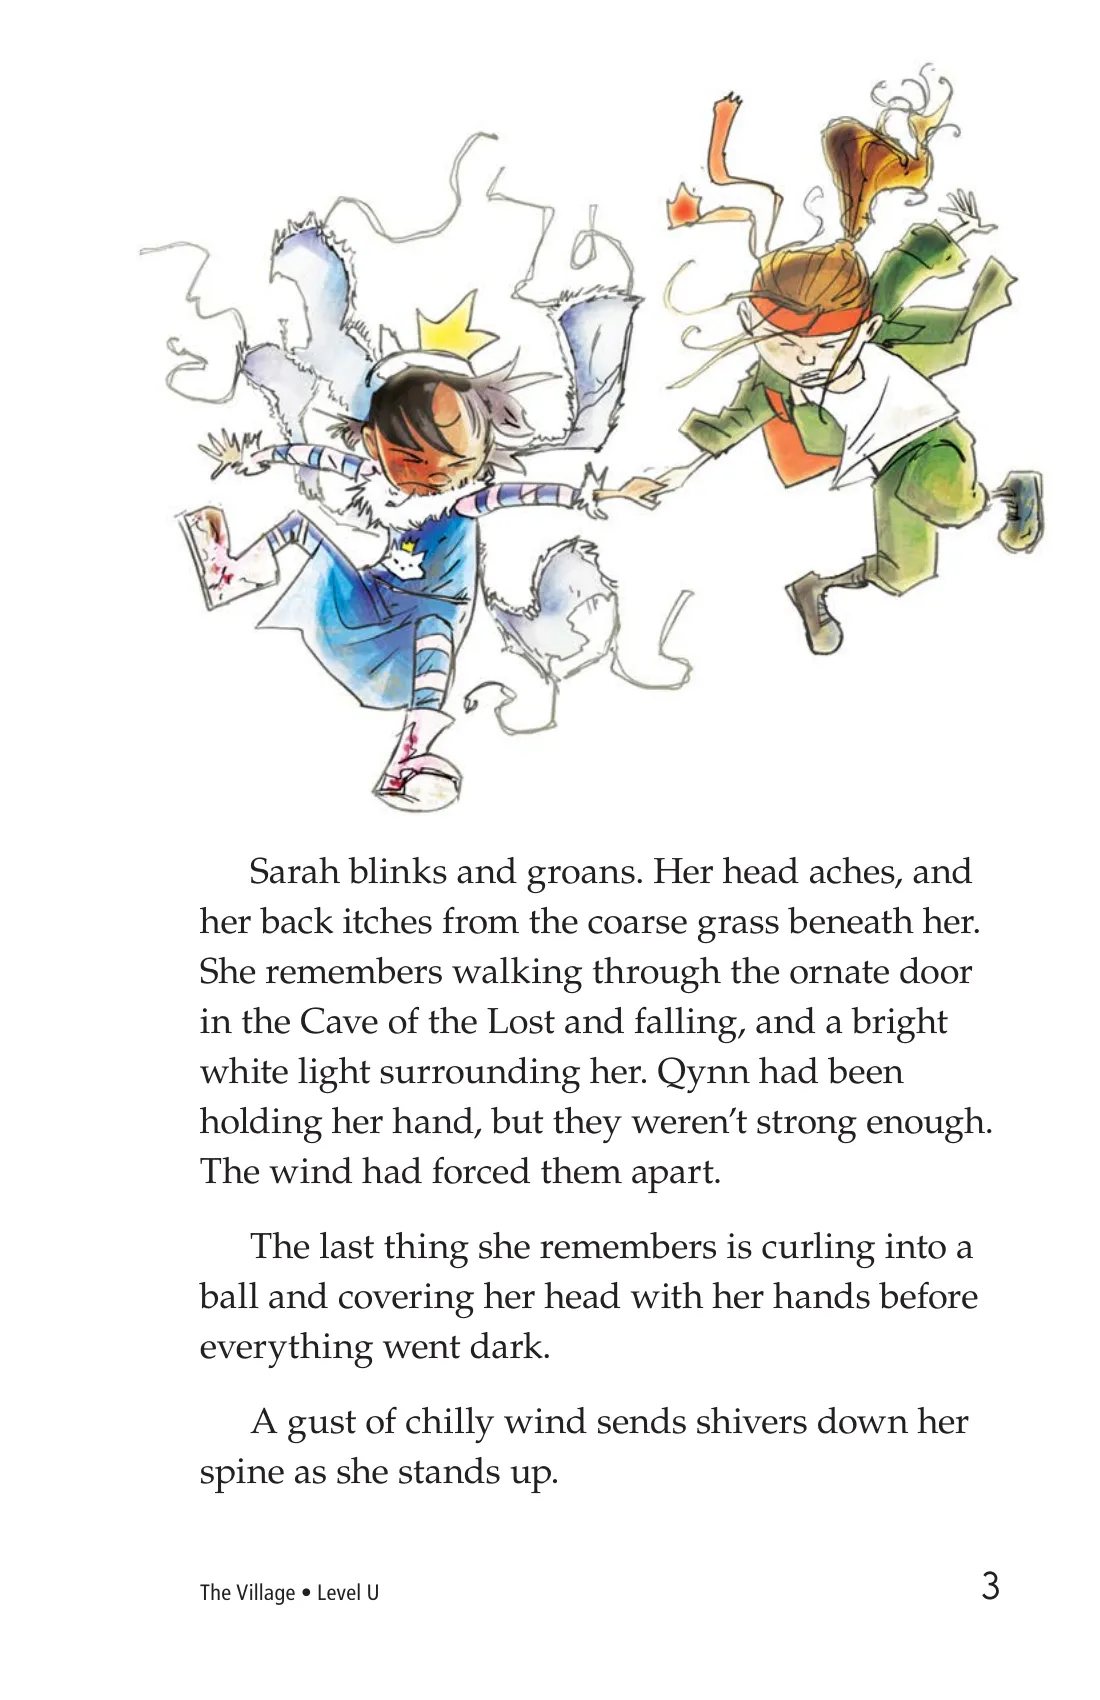 Sarah blinks and groans. Her head aches, and
her back itches from the coarse grass beneath her.
She remembers walking through the ornate door
in the Cave of the Lost and falling, and a bright
white light surrounding her. Qynn had been
holding her hand, but they weren’t strong enough.
The wind had forced them apart.
The last thing she remembers is curling into a
ball and covering her head with her hands before
everything went dark.
A gust of chilly wind sends shivers down her
spine as she stands up.
The Village • Level U
3